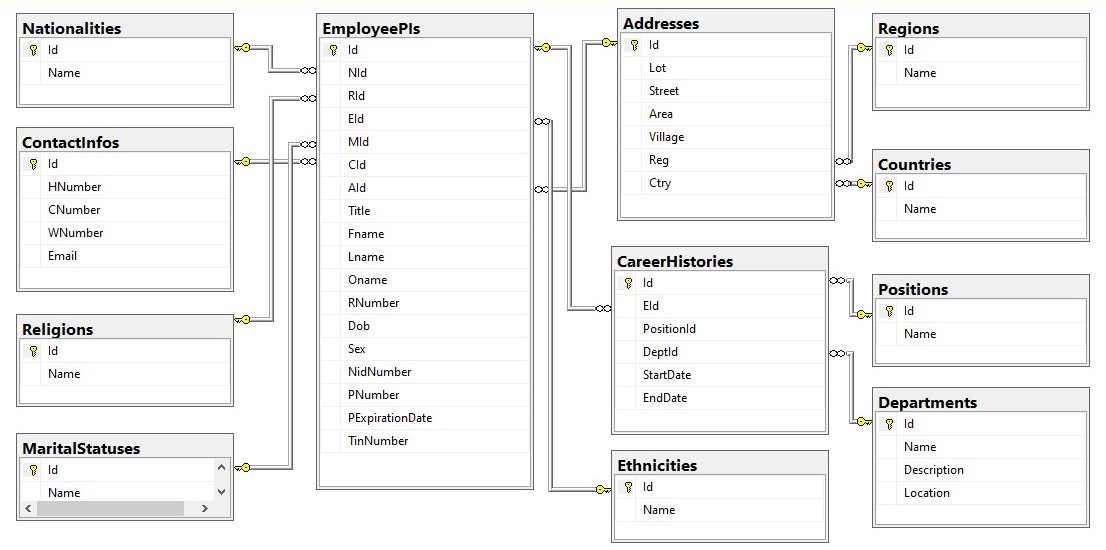 Nationalities
Id
Name
ContactInfos
Id
HNumber
CNumber
WNumber
Email
Religions
Id
Name
MaritalStatuses
Id
Name
EmployeePIs
Id
NId
RId
EId
MId
CId
AId
Title
Fname
Lname
Oname
RNumber
Dob
Sex
NidNumber
PNumber
PExpirationDate
TinNumber
Addresses
Id
Lot
Street
Area
Village
Reg
Ctry
CareerHistories
Id
EId
PositionId
DeptId
StartDate
EndDate
Ethnicities
Id
Name
Regions
Id
Name
Countries
Id
Name
Positions
Id
Name
Departments
Id
Name
Description
Location